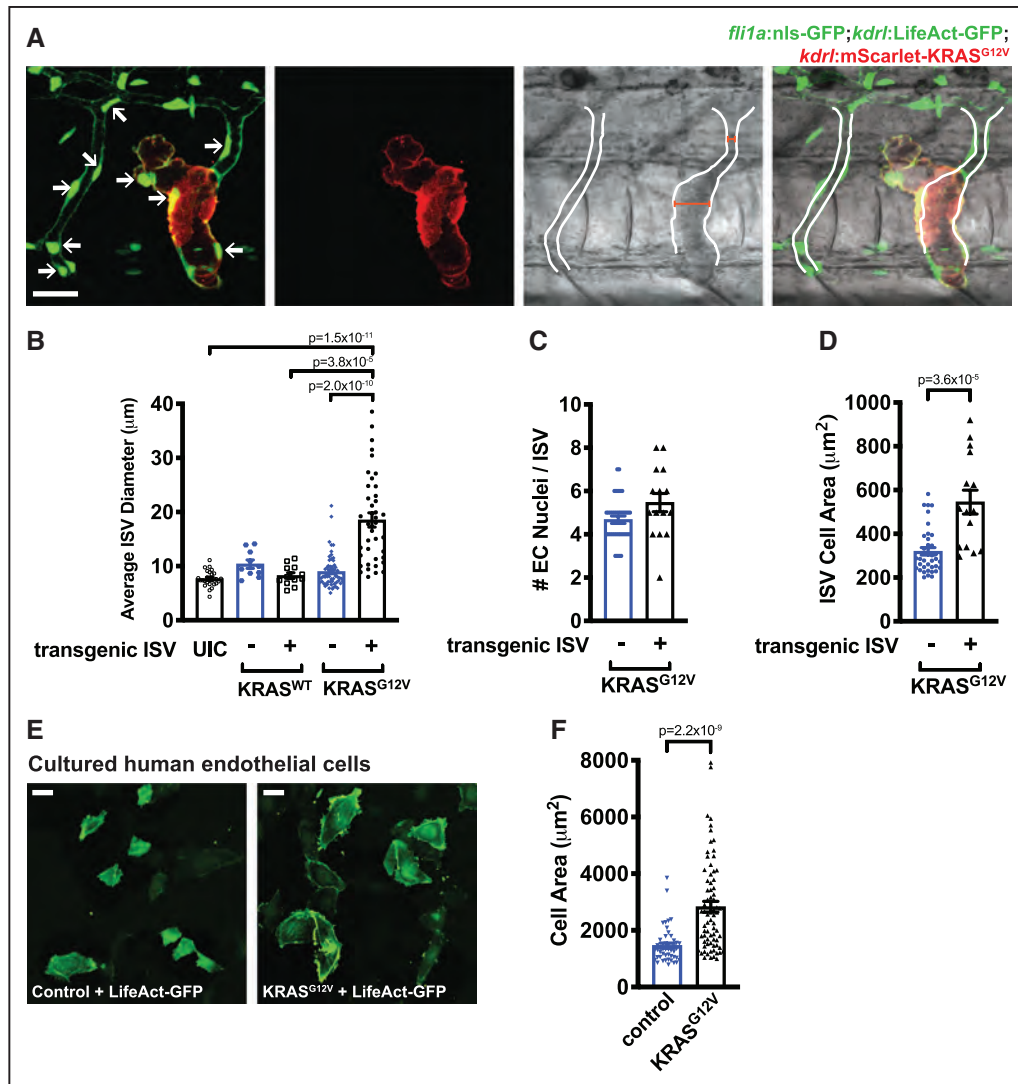 A
fli1a:nls-GFP;kdrl:LifeAct-GFP;
kdrl:mScarlet-KRASG12V
B
p=1.5x10-11
p=3.8x10-5
p=2.0x10-10
Average ISV Diameter (μm)
40
30
20
10
0
transgenic ISV UIC - + - +
KRASWT KRASG12V
C
# EC Nuclei / ISV
10
8
6
4
2
0
transgenic ISV - +
KRASG12V
D
p=3.6x10-5
ISV Cell Area (μm2)
1000
800
600
400
200
0
transgenic ISV - +
KRASG12V
E
Cultured human endothelial cells
Control + LifeAct-GFP
KRASG12V + LifeAct-GFP
F
p=2.2x10-9
Cell Area (μm2)
8000
6000
4000
2000
0
control
KRASG12V